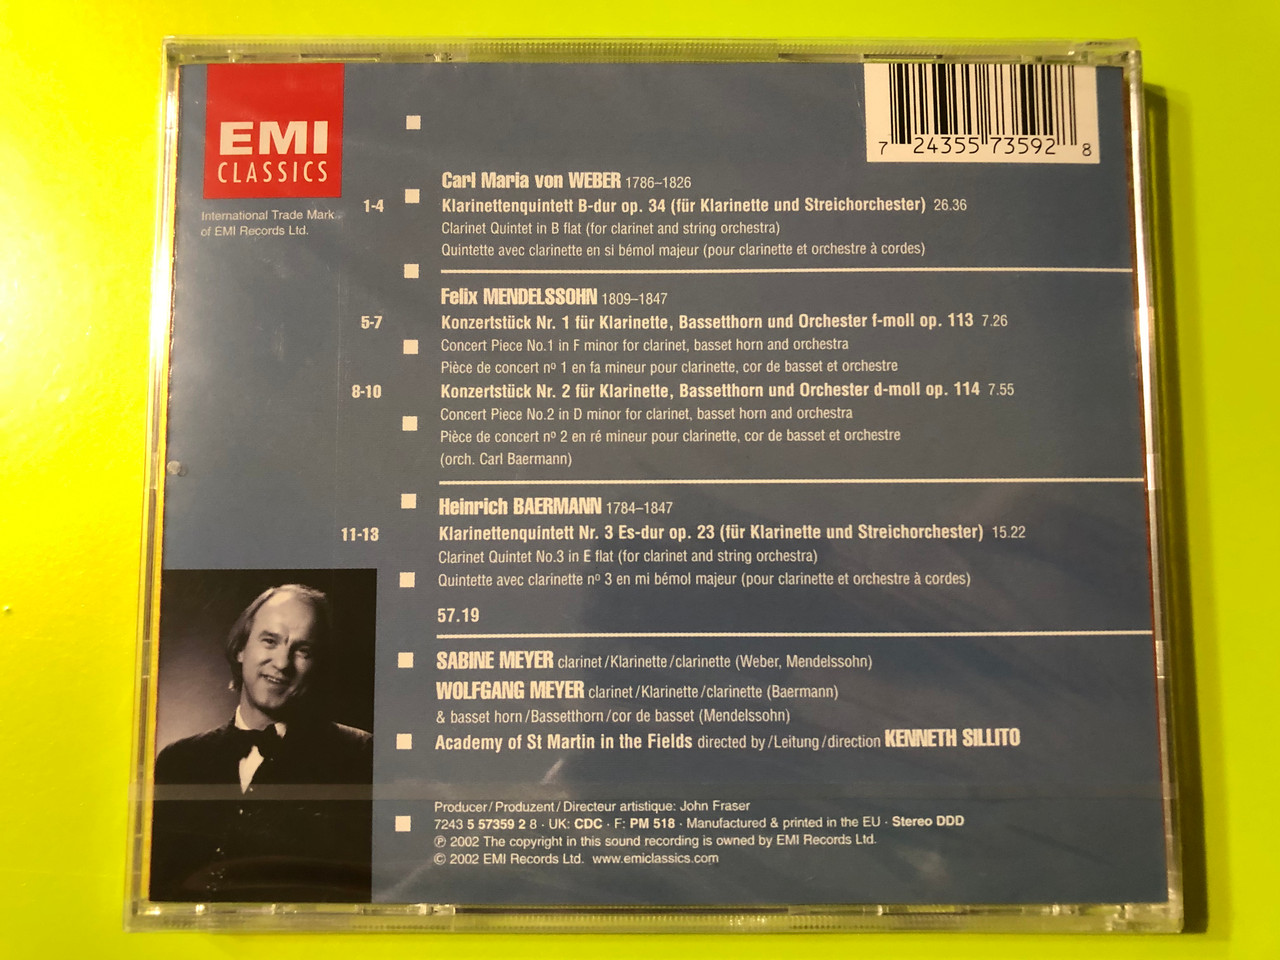 EMI
CLASSICS
International Trade Mark
of EMI Records Ltd.
7 24355 73592 8
Carl Maria von WEBER 1786–1826
1-4 Klarinettenquintett B-dur op. 34 (für Klarinette und Streichorchester) 26.36
Clarinet Quintet in B flat (for clarinet and string orchestra)
Quintette avec clarinette en si bémol majeur (pour clarinette et orchestre à cordes)
Felix MENDELSSOHN 1809–1847
5-7 Konzertstück Nr. 1 für Klarinette, Bassetthorn und Orchester f-moll op. 113 7.26
Concert Piece No.1 in F minor for clarinet, basset horn and orchestra
Pièce de concert nº 1 en fa mineur pour clarinette, cor de basset et orchestre
8-10 Konzertstück Nr. 2 für Klarinette, Bassetthorn und Orchester d-moll op. 114 7.55
Concert Piece No.2 in D minor for clarinet, basset horn and orchestra
Pièce de concert nº 2 en ré mineur pour clarinette, cor de basset et orchestre
(orch. Carl Baermann)
Heinrich BAERMANN 1784–1847
11-13 Klarinettenquintett Nr. 3 Es-dur op. 23 (für Klarinette und Streichorchester) 15.22
Clarinet Quintet No.3 in E flat (for clarinet and string orchestra)
Quintette avec clarinette nº 3 en mi bémol majeur (pour clarinette et orchestre à cordes)
57.19
SABINE MEYER clarinet/Klarinette/clarinette (Weber, Mendelssohn)
WOLFGANG MEYER clarinet/Klarinette/clarinette (Baermann)
& basset horn/Bassetthorn/cor de basset (Mendelssohn)
Academy of St Martin in the Fields directed by/Leitung/direction KENNETH SILLITO
Producer/Produzent/Directeur artistique: John Fraser
7243 5 57359 2 8 · UK: CDC · F: PM 518 · Manufactured & printed in the EU · Stereo DDD
℗ 2002 The copyright in this sound recording is owned by EMI Records Ltd.
© 2002 EMI Records Ltd. www.emiclassics.com